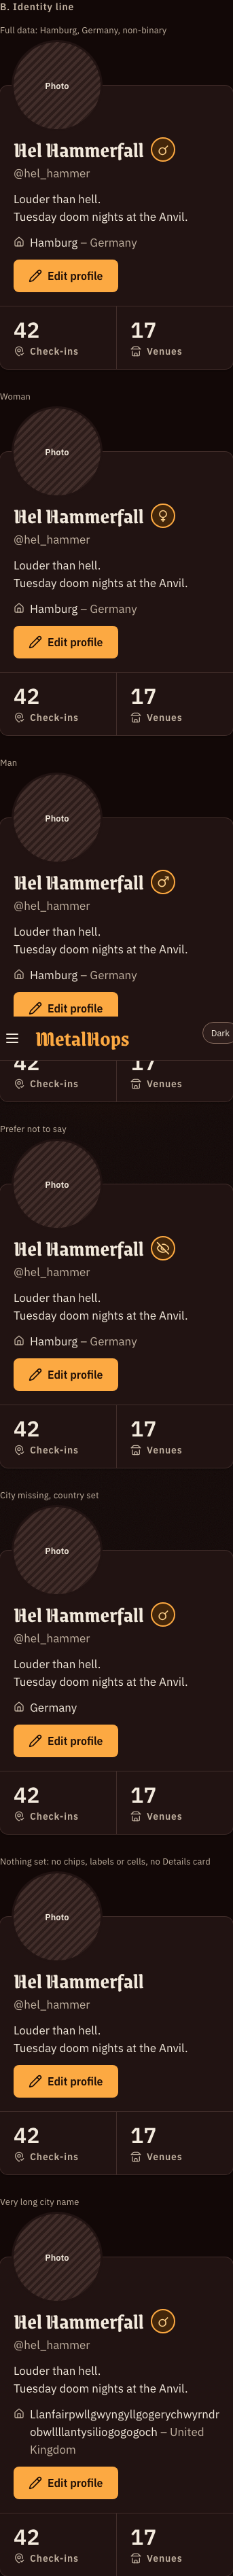 B. Identity line
Full data: Hamburg, Germany, non-binary
Photo
Hel Hammerfall
@hel_hammer
Louder than hell.
Tuesday doom nights at the Anvil.
Hamburg – Germany
Edit profile
42
Check-ins
17
Venues
Woman
Photo
Hel Hammerfall
@hel_hammer
Louder than hell.
Tuesday doom nights at the Anvil.
Hamburg – Germany
Edit profile
42
Check-ins
17
Venues
Man
Photo
Hel Hammerfall
@hel_hammer
Louder than hell.
Tuesday doom nights at the Anvil.
Hamburg – Germany
Edit profile
MetalHops
Dark
42
Check-ins
17
Venues
Prefer not to say
Photo
Hel Hammerfall
@hel_hammer
Louder than hell.
Tuesday doom nights at the Anvil.
Hamburg – Germany
Edit profile
42
Check-ins
17
Venues
City missing, country set
Photo
Hel Hammerfall
@hel_hammer
Louder than hell.
Tuesday doom nights at the Anvil.
Germany
Edit profile
42
Check-ins
17
Venues
Nothing set: no chips, labels or cells, no Details card
Photo
Hel Hammerfall
@hel_hammer
Louder than hell.
Tuesday doom nights at the Anvil.
Edit profile
42
Check-ins
17
Venues
Very long city name
Photo
Hel Hammerfall
@hel_hammer
Louder than hell.
Tuesday doom nights at the Anvil.
Llanfairpwllgwyngyllgogerychwyrndr
obwllllantysiliogogogoch – United
Kingdom
Edit profile
42
Check-ins
17
Venues